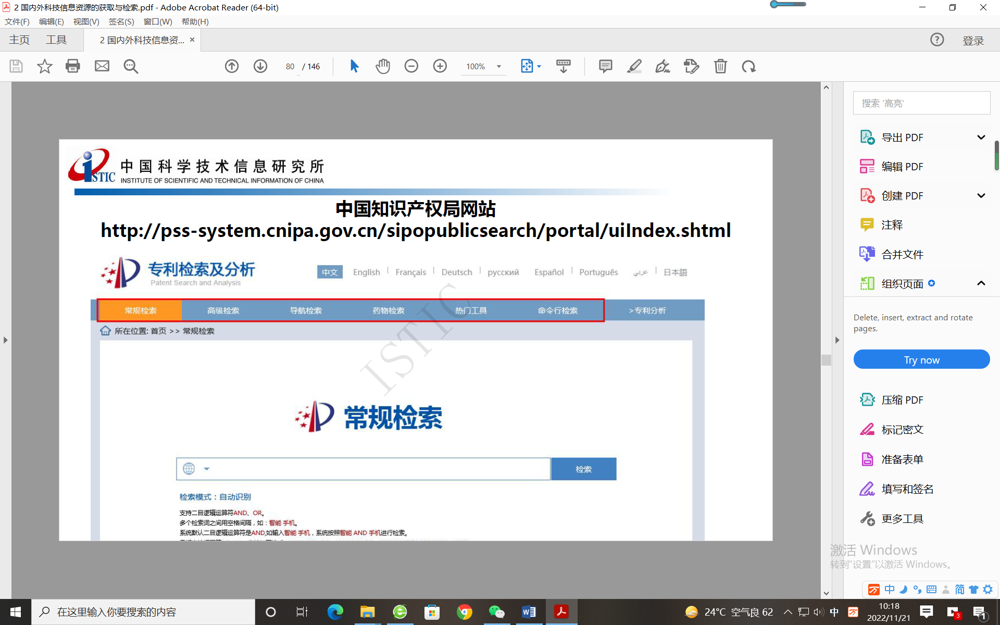 2 国内外科技信息资源的获取与检索.pdf - Adobe Acrobat Reader (64-bit)
文件(F) 编辑(E) 视图(V) 签名(S) 窗口(W) 帮助(H)
主页 工具 2 国内外科技信息资... × 登录
80 / 146 100%
搜索 '高亮'
导出 PDF
编辑 PDF
创建 PDF
注释
合并文件
组织页面
Delete, insert, extract and rotate
pages.
Try now
压缩 PDF
标记密文
准备表单
填写和签名
更多工具
iSTIC 中国科学技术信息研究所
INSTITUTE OF SCIENTIFIC AND TECHNICAL INFORMATION OF CHINA
中国知识产权局网站
http://pss-system.cnipa.gov.cn/sipopublicsearch/portal/uiIndex.shtml
专利检索及分析
Patent Search and Analysis
中文 English Français Deutsch русский Español Português عربي 日本語
常规检索 高级检索 导航检索 药物检索 热门工具 命令行检索 >专利分析
所在位置: 首页 >> 常规检索
ISTIC
常规检索
检索
检索模式：自动识别
支持二目逻辑运算符AND、OR。
多个检索词之间用空格间隔，如：智能 手机。
系统默认二目逻辑运算符是AND,如输入智能 手机，系统按照智能 AND 手机进行检索。
激活 Windows
转到“设置”以激活 Windows。
中 简
在这里输入你要搜索的内容
24°C 空气良 62
中
10:18
2022/11/21
3
1